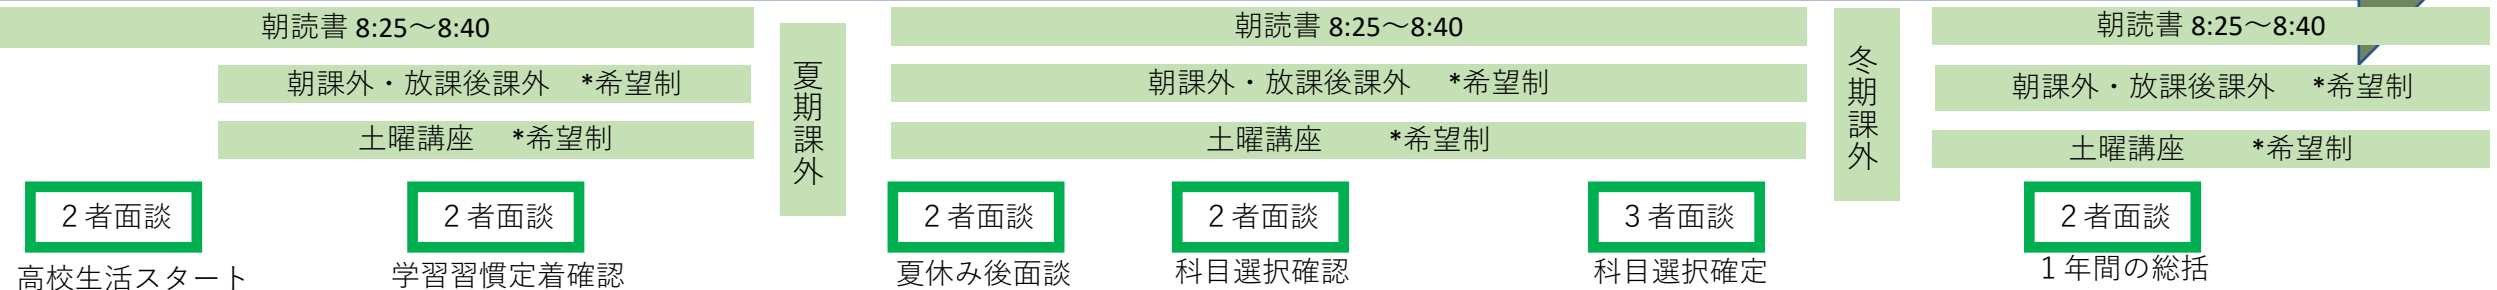 朝読書 8:25～8:40
朝課外・放課後課外　*希望制
土曜講座　*希望制
２者面談
高校生活スタート
２者面談
学習習慣定着確認
夏期課外
朝読書 8:25～8:40
朝課外・放課後課外　*希望制
土曜講座　*希望制
２者面談
夏休み後面談
２者面談
科目選択確認
３者面談
科目選択確定
冬期課外
朝読書 8:25～8:40
朝課外・放課後課外　*希望制
土曜講座　*希望制
２者面談
１年間の総括